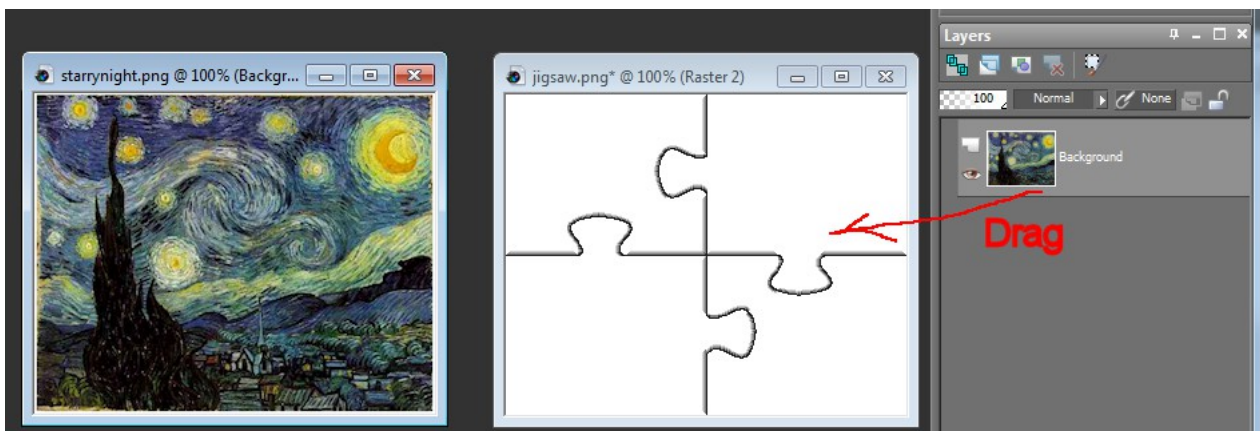 Layers
starrynight.png @ 100% (Backgr...
jigsaw.png* @ 100% (Raster 2)
100 Normal None
Background
Drag